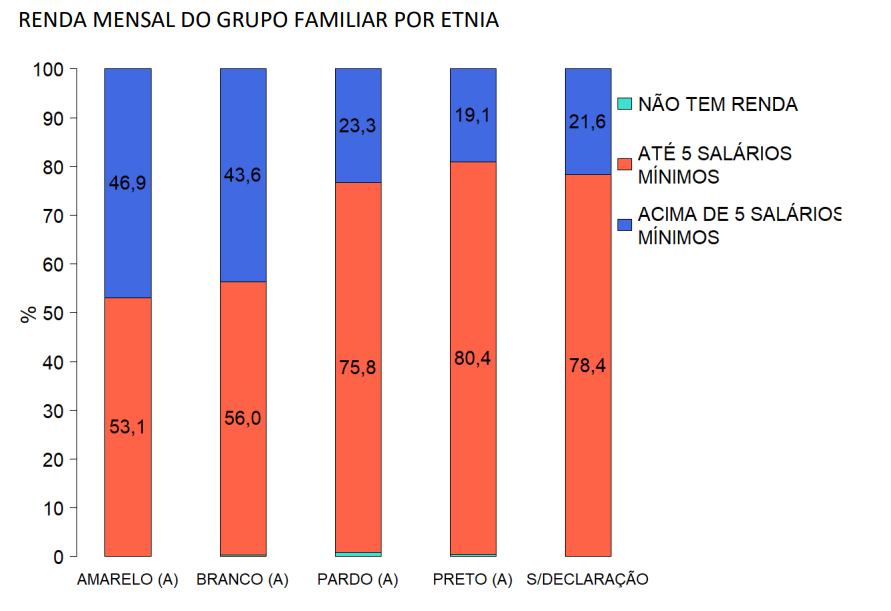 RENDA MENSAL DO GRUPO FAMILIAR POR ETNIA
100
90
80
70
60
50
40
30
20
10
0
%
46,9
53,1
43,6
56,0
23,3
75,8
19,1
80,4
21,6
78,4
AMARELO (A)
BRANCO (A)
PARDO (A)
PRETO (A)
S/DECLARAÇÃO
NÃO TEM RENDA
ATÉ 5 SALÁRIOS
MÍNIMOS
ACIMA DE 5 SALÁRIOS
MÍNIMOS